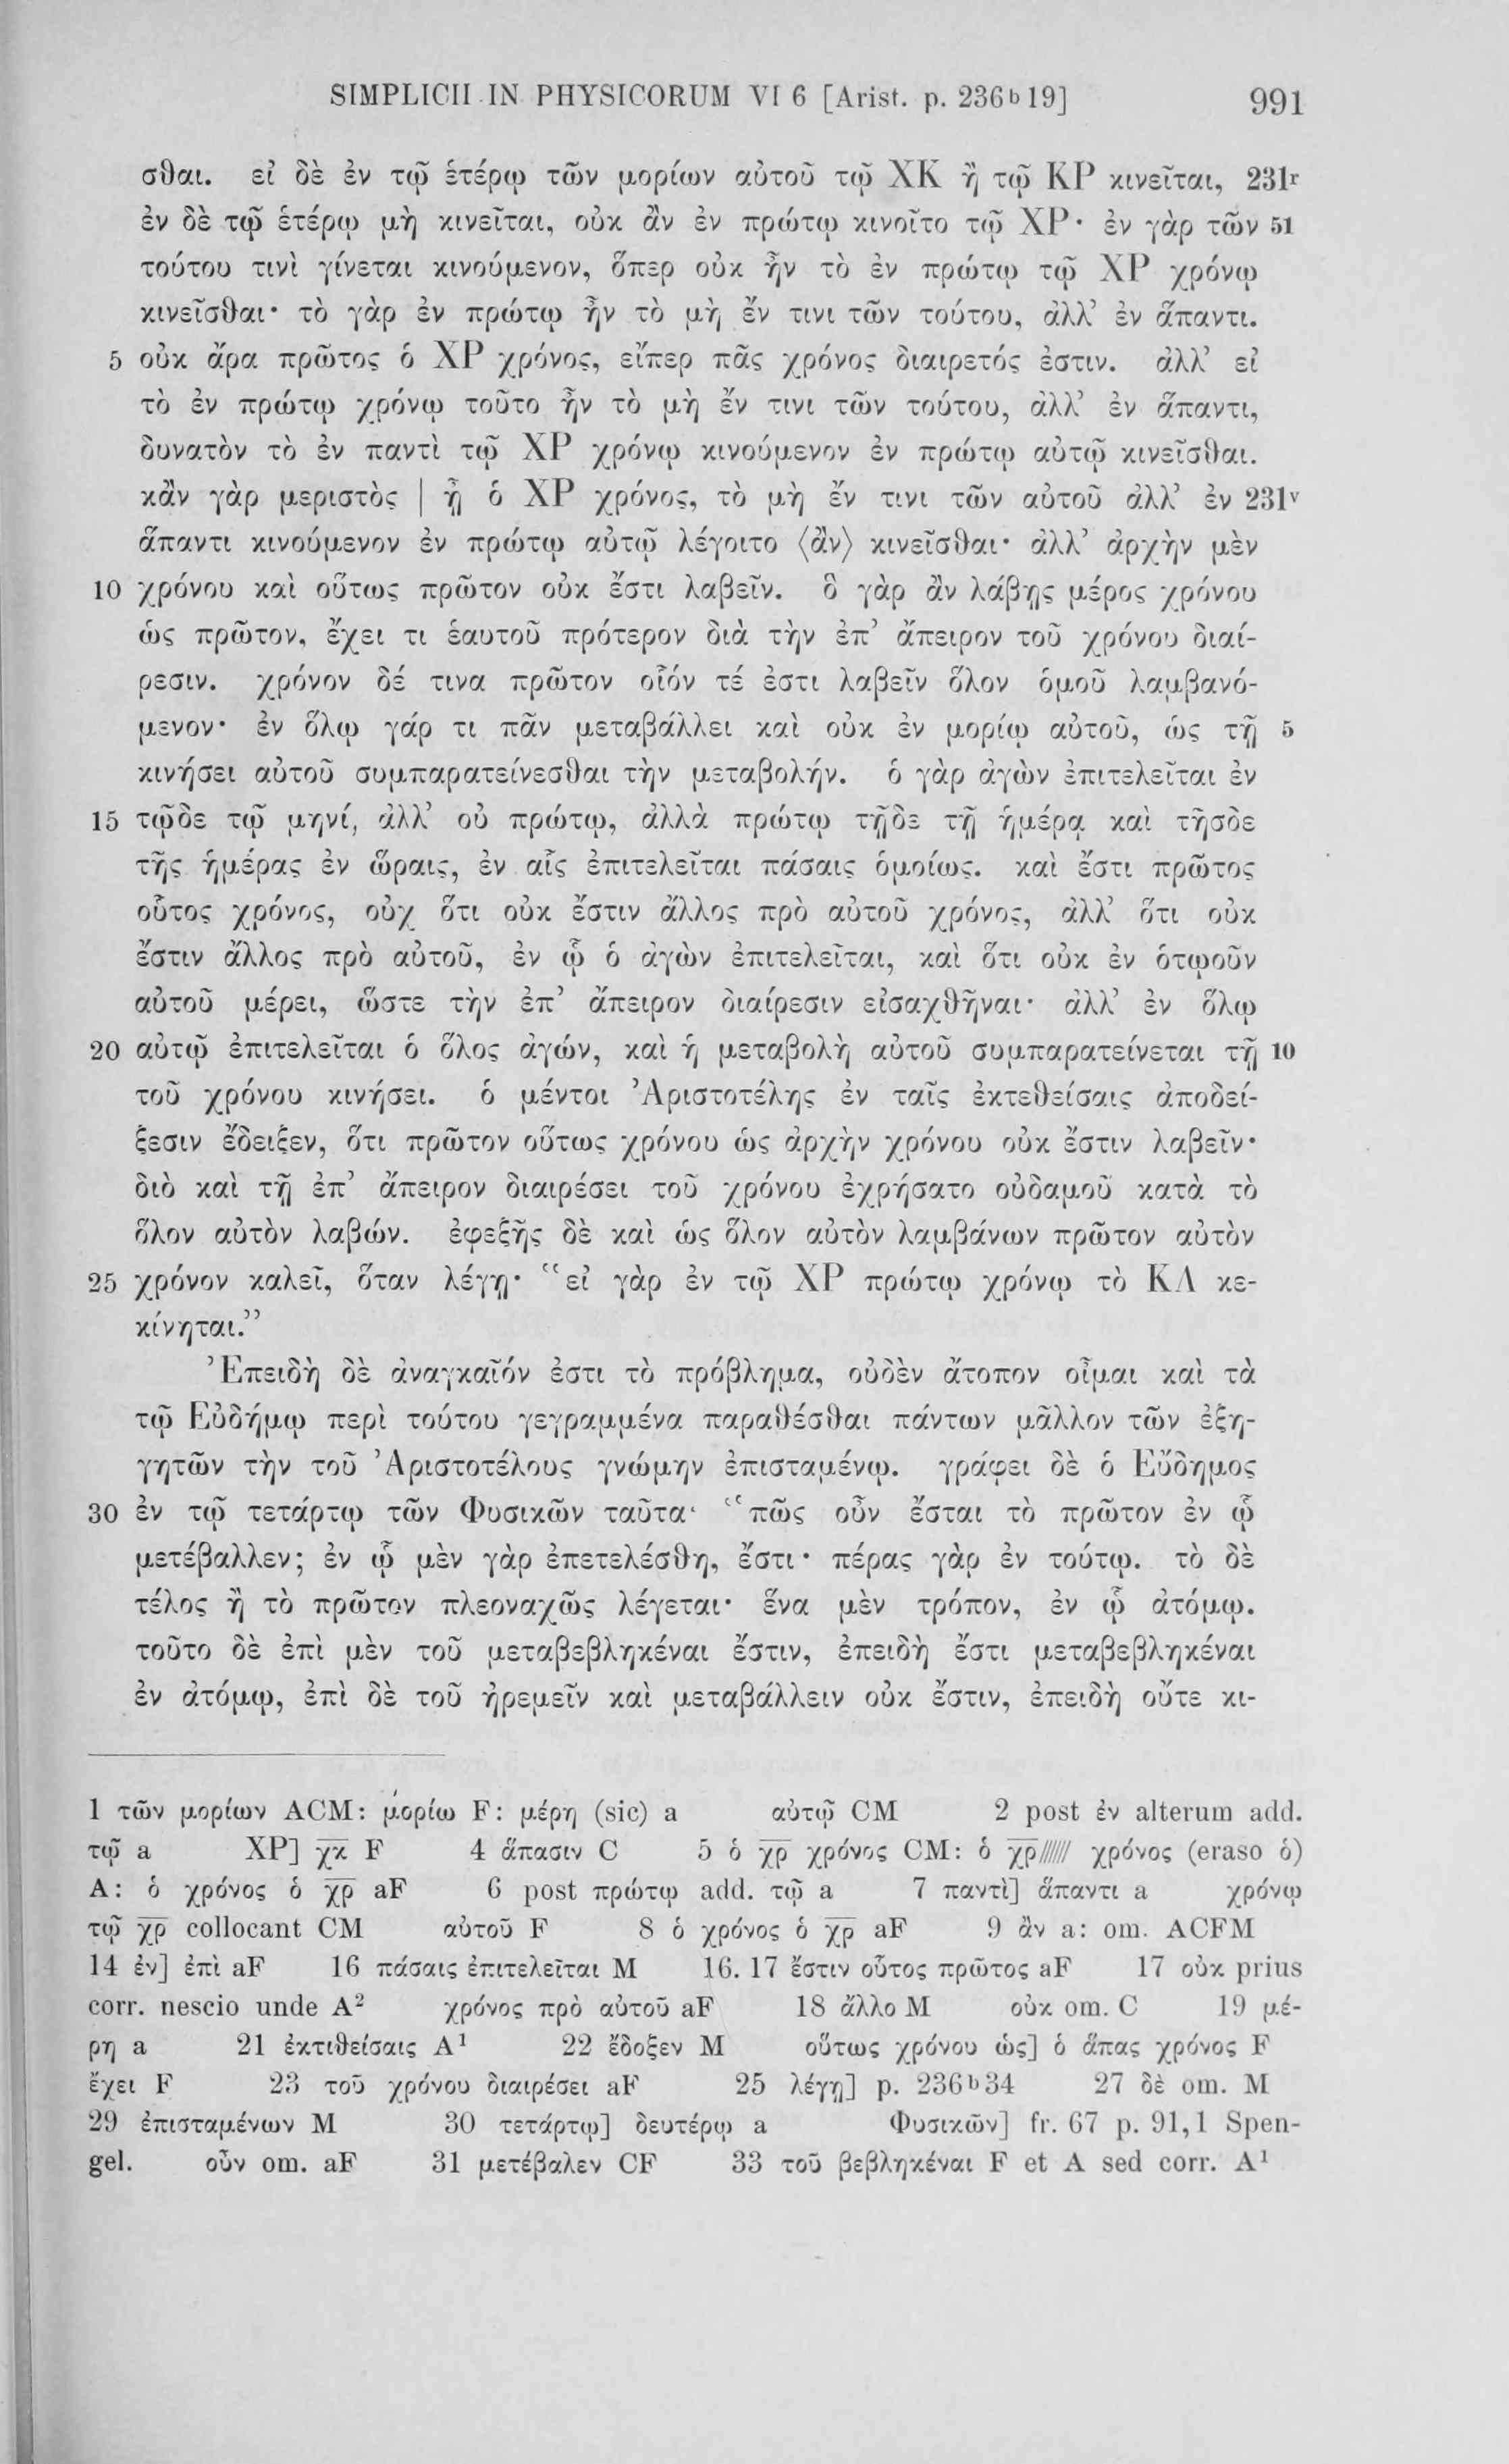 SIMPLICII IN PHYSICORUM VI 6 [Arist. p. 236ᵇ19] 991
σθαι. εἰ δὲ ἐν τῷ ἑτέρῳ τῶν μορίων αὐτοῦ τῷ ΧΚ ἢ τῷ ΚΡ κινεῖται, 231ʳ
ἐν δὲ τῷ ἑτέρῳ μὴ κινεῖται, οὐκ ἂν ἐν πρώτῳ κινοῖτο τῷ ΧΡ· ἐν γὰρ τῶν 51
τούτου τινὶ γίνεται κινούμενον, ὅπερ οὐκ ἦν τὸ ἐν πρώτῳ τῷ ΧΡ χρόνῳ
κινεῖσθαι· τὸ γὰρ ἐν πρώτῳ ἦν τὸ μὴ ἔν τινι τῶν τούτου, ἀλλ’ ἐν ἅπαντι.
5 οὐκ ἄρα πρῶτος ὁ ΧΡ χρόνος, εἴπερ πᾶς χρόνος διαιρετός ἐστιν. ἀλλ’ εἰ
τὸ ἐν πρώτῳ χρόνῳ τοῦτο ἦν τὸ μὴ ἔν τινι τῶν τούτου, ἀλλ’ ἐν ἅπαντι,
δυνατὸν τὸ ἐν παντὶ τῷ ΧΡ χρόνῳ κινούμενον ἐν πρώτῳ αὐτῷ κινεῖσθαι.
κἂν γὰρ μεριστὸς | ᾖ ὁ ΧΡ χρόνος, τὸ μὴ ἔν τινι τῶν αὐτοῦ ἀλλ’ ἐν 231ᵛ
ἅπαντι κινούμενον ἐν πρώτῳ αὐτῷ λέγοιτο ⟨ἂν⟩ κινεῖσθαι· ἀλλ’ ἀρχὴν μὲν
10 χρόνου καὶ οὕτως πρῶτον οὐκ ἔστι λαβεῖν. ὃ γὰρ ἂν λάβῃς μέρος χρόνου
ὡς πρῶτον, ἔχει τι ἑαυτοῦ πρότερον διὰ τὴν ἐπ’ ἄπειρον τοῦ χρόνου διαί-
ρεσιν. χρόνον δέ τινα πρῶτον οἷόν τέ ἐστι λαβεῖν ὅλον ὁμοῦ λαμβανό-
μενον· ἐν ὅλῳ γάρ τι πᾶν μεταβάλλει καὶ οὐκ ἐν μορίῳ αὐτοῦ, ὡς τῇ 5
κινήσει αὐτοῦ συμπαρατείνεσθαι τὴν μεταβολήν. ὁ γὰρ ἀγὼν ἐπιτελεῖται ἐν
15 τῷδε τῷ μηνί, ἀλλ’ οὐ πρώτῳ, ἀλλὰ πρώτῳ τῇδε τῇ ἡμέρᾳ καὶ τῆσδε
τῆς ἡμέρας ἐν ὥραις, ἐν αἷς ἐπιτελεῖται πάσαις ὁμοίως. καὶ ἔστι πρῶτος
οὗτος χρόνος, οὐχ ὅτι οὐκ ἔστιν ἄλλος πρὸ αὐτοῦ χρόνος, ἀλλ’ ὅτι οὐκ
ἔστιν ἄλλος πρὸ αὐτοῦ, ἐν ᾧ ὁ ἀγὼν ἐπιτελεῖται, καὶ ὅτι οὐκ ἐν ὁτῳοῦν
αὐτοῦ μέρει, ὥστε τὴν ἐπ’ ἄπειρον διαίρεσιν εἰσαχθῆναι· ἀλλ’ ἐν ὅλῳ
20 αὐτῷ ἐπιτελεῖται ὁ ὅλος ἀγών, καὶ ἡ μεταβολὴ αὐτοῦ συμπαρατείνεται τῇ 10
τοῦ χρόνου κινήσει. ὁ μέντοι Ἀριστοτέλης ἐν ταῖς ἐκτεθείσαις ἀποδεί-
ξεσιν ἔδειξεν, ὅτι πρῶτον οὕτως χρόνου ὡς ἀρχὴν χρόνου οὐκ ἔστιν λαβεῖν·
διὸ καὶ τῇ ἐπ’ ἄπειρον διαιρέσει τοῦ χρόνου ἐχρήσατο οὐδαμοῦ κατὰ τὸ
ὅλον αὐτὸν λαβών. ἐφεξῆς δὲ καὶ ὡς ὅλον αὐτὸν λαμβάνων πρῶτον αὐτὸν
25 χρόνον καλεῖ, ὅταν λέγῃ· “εἰ γὰρ ἐν τῷ ΧΡ πρώτῳ χρόνῳ τὸ ΚΛ κε-
κίνηται.”
Ἐπειδὴ δὲ ἀναγκαῖόν ἐστι τὸ πρόβλημα, οὐδὲν ἄτοπον οἶμαι καὶ τὰ
τῷ Εὐδήμῳ περὶ τούτου γεγραμμένα παραθέσθαι πάντων μᾶλλον τῶν ἐξη-
γητῶν τὴν τοῦ Ἀριστοτέλους γνώμην ἐπισταμένῳ. γράφει δὲ ὁ Εὔδημος
30 ἐν τῷ τετάρτῳ τῶν Φυσικῶν ταῦτα· “πῶς οὖν ἔσται τὸ πρῶτον ἐν ᾧ
μετέβαλλεν; ἐν ᾧ μὲν γὰρ ἐπετελέσθη, ἔστι· πέρας γὰρ ἐν τούτῳ. τὸ δὲ
τέλος ἢ τὸ πρῶτον πλεοναχῶς λέγεται· ἕνα μὲν τρόπον, ἐν ᾧ ἀτόμῳ.
τοῦτο δὲ ἐπὶ μὲν τοῦ μεταβεβληκέναι ἔστιν, ἐπειδὴ ἔστι μεταβεβληκέναι
ἐν ἀτόμῳ, ἐπὶ δὲ τοῦ ἠρεμεῖν καὶ μεταβάλλειν οὐκ ἔστιν, ἐπειδὴ οὔτε κι-
1 τῶν μορίων ACM: μορίω F: μέρη (sic) a αὐτῷ CM 2 post ἐν alterum add.
τῷ a ΧΡ] χ̅κ̅ F 4 ἅπασιν C 5 ὁ χ̅ρ̅ χρόνος CM: ὁ χ̅ρ̅////// χρόνος (eraso ὁ)
A: ὁ χρόνος ὁ χ̅ρ̅ aF 6 post πρώτῳ add. τῷ a 7 παντὶ] ἅπαντι a χρόνῳ
τῷ χ̅ρ̅ collocant CM αὐτοῦ F 8 ὁ χρόνος ὁ χ̅ρ̅ aF 9 ἂν a: om. ACFM
14 ἐν] ἐπὶ aF 16 πάσαις ἐπιτελεῖται M 16. 17 ἔστιν οὗτος πρῶτος aF 17 οὐκ prius
corr. nescio unde A² χρόνος πρὸ αὐτοῦ aF 18 ἄλλο M οὐκ om. C 19 μέ-
ρη a 21 ἐκτιθείσαις A¹ 22 ἔδοξεν M οὕτως χρόνου ὡς] ὁ ἅπας χρόνος F
ἔχει F 23 τοῦ χρόνου διαιρέσει aF 25 λέγῃ] p. 236ᵇ34 27 δὲ om. M
29 ἐπισταμένων M 30 τετάρτῳ] δευτέρῳ a Φυσικῶν] fr. 67 p. 91,1 Spen-
gel. οὖν om. aF 31 μετέβαλεν CF 33 τοῦ βεβληκέναι F et A sed corr. A¹